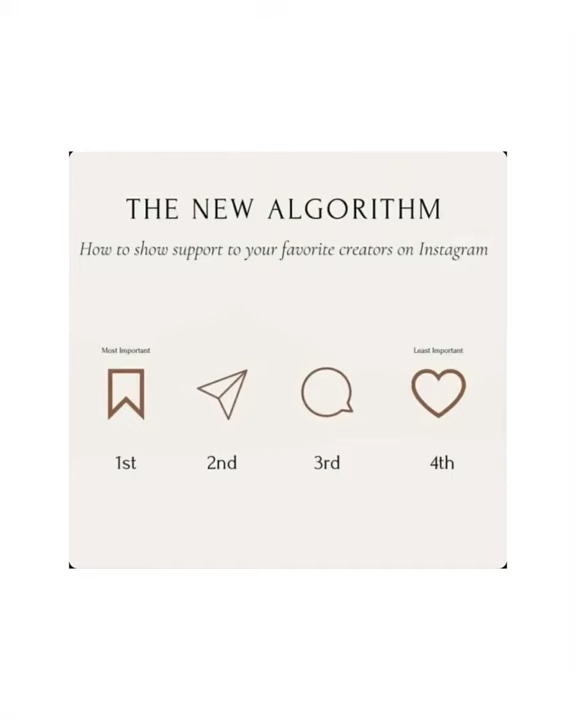 THE NEW ALGORITHM
How to show support to your favorite creators on Instagram
Most Important
Least Important
1st
2nd
3rd
4th